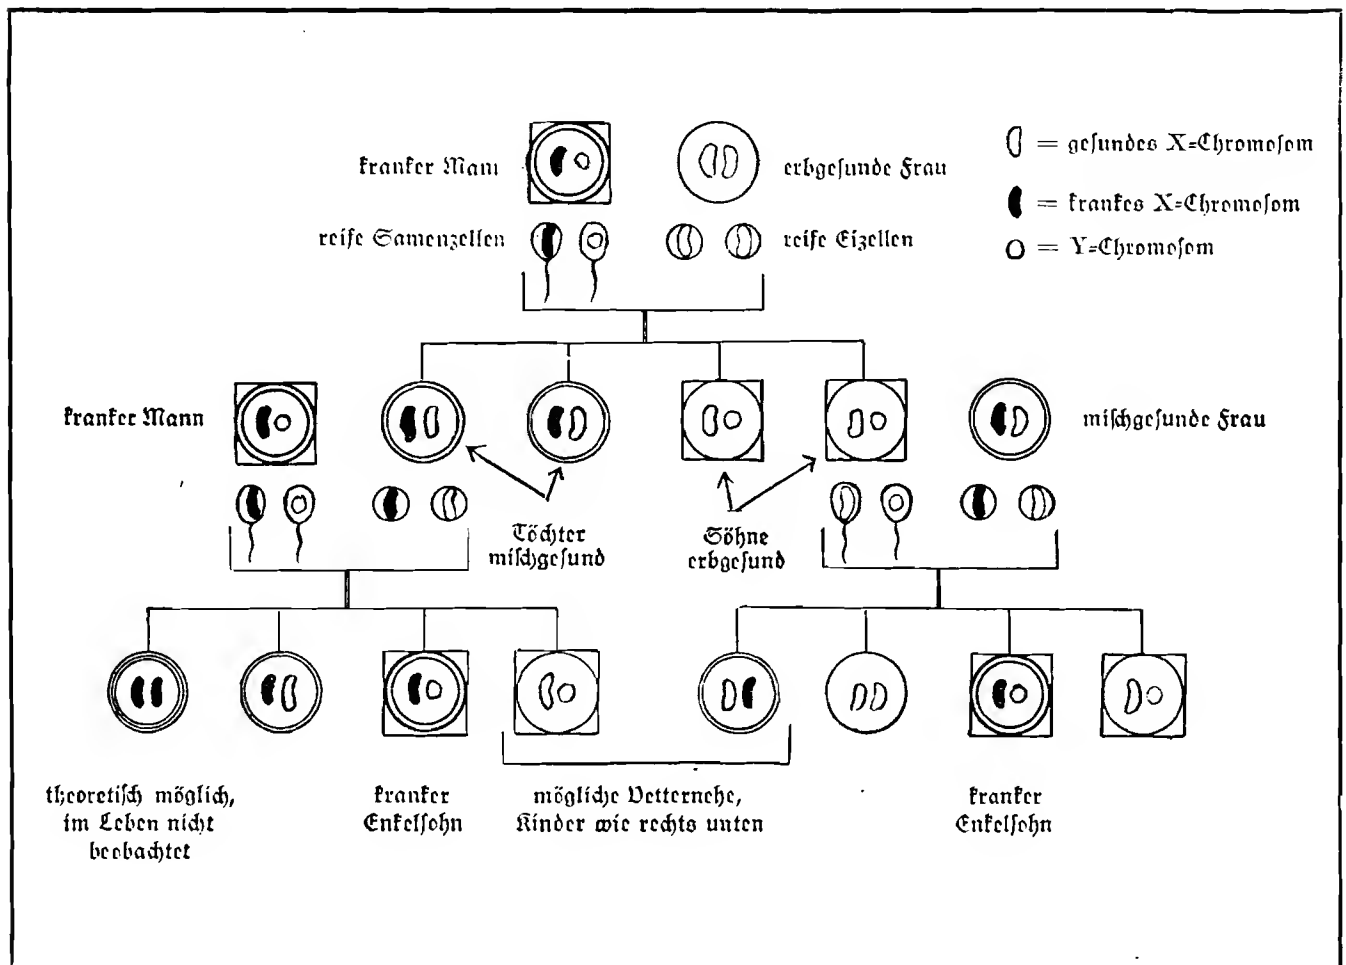 kranker Mann
erbgesunde Frau
= gesundes X=Chromosom
= krankes X=Chromosom
= Y=Chromosom
reife Samenzellen
reife Eizellen
kranker Mann
mischgesunde Frau
Töchter
mischgesund
Söhne
erbgesund
theoretisch möglich,
im Leben nicht
beobachtet
kranker
Enkelsohn
mögliche Vetternehe,
Kinder wie rechts unten
kranker
Enkelsohn